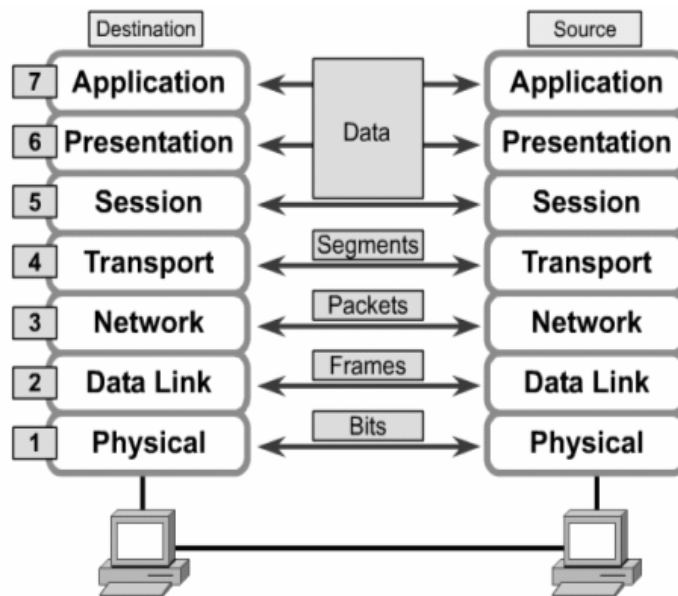 Destination
Source
7 Application
Application
6 Presentation
Data
Presentation
5 Session
Session
4 Transport
Segments
Transport
3 Network
Packets
Network
2 Data Link
Frames
Data Link
1 Physical
Bits
Physical